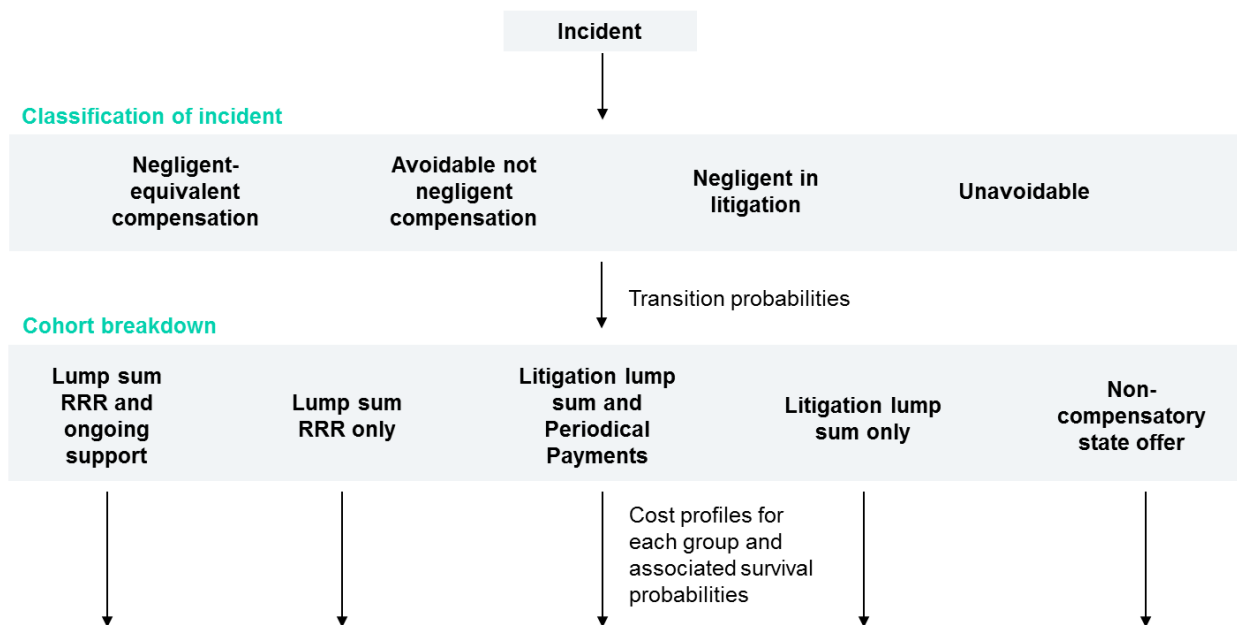 Incident
Classification of incident
Negligent-
equivalent
compensation
Avoidable not
negligent
compensation
Negligent in
litigation
Unavoidable
Transition probabilities
Cohort breakdown
Lump sum
RRR and
ongoing
support
Lump sum
RRR only
Litigation lump
sum and
Periodical
Payments
Litigation lump
sum only
Non-
compensatory
state offer
Cost profiles for
each group and
associated survival
probabilities